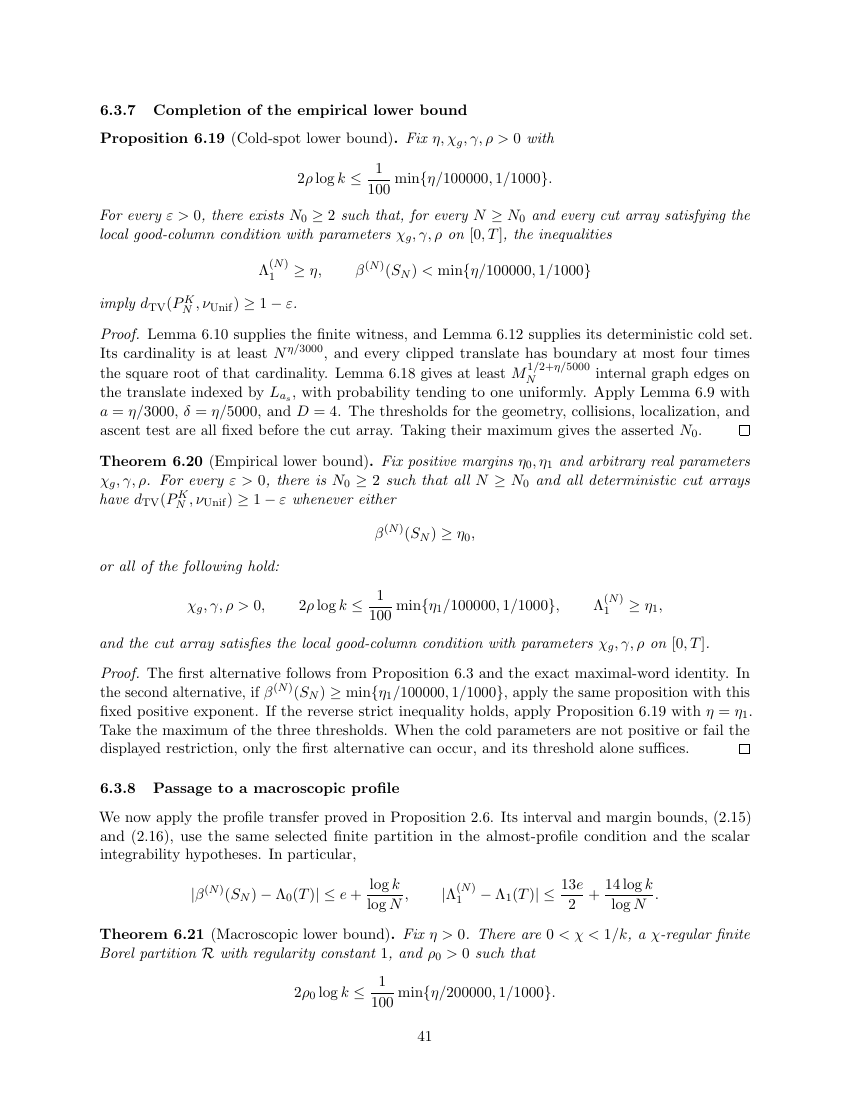 6.3.7 Completion of the empirical lower bound
Proposition 6.19 (Cold-spot lower bound). Fix η, χ_g, γ, ρ > 0 with
2ρ log k ≤ 1/100 min{η/100000, 1/1000}.
For every ε > 0, there exists N_0 ≥ 2 such that, for every N ≥ N_0 and every cut array satisfying the
local good-column condition with parameters χ_g, γ, ρ on [0, T], the inequalities
Λ_1^{(N)} ≥ η, β^{(N)}(S_N) < min{η/100000, 1/1000}
imply d_TV(P_N^K, ν_Unif) ≥ 1 − ε.
Proof. Lemma 6.10 supplies the finite witness, and Lemma 6.12 supplies its deterministic cold set.
Its cardinality is at least N^{η/3000}, and every clipped translate has boundary at most four times
the square root of that cardinality. Lemma 6.18 gives at least M_N^{1/2+η/5000} internal graph edges on
the translate indexed by L_{a_s}, with probability tending to one uniformly. Apply Lemma 6.9 with
a = η/3000, δ = η/5000, and D = 4. The thresholds for the geometry, collisions, localization, and
ascent test are all fixed before the cut array. Taking their maximum gives the asserted N_0. □
Theorem 6.20 (Empirical lower bound). Fix positive margins η_0, η_1 and arbitrary real parameters
χ_g, γ, ρ. For every ε > 0, there is N_0 ≥ 2 such that all N ≥ N_0 and all deterministic cut arrays
have d_TV(P_N^K, ν_Unif) ≥ 1 − ε whenever either
β^{(N)}(S_N) ≥ η_0,
or all of the following hold:
χ_g, γ, ρ > 0, 2ρ log k ≤ 1/100 min{η_1/100000, 1/1000}, Λ_1^{(N)} ≥ η_1,
and the cut array satisfies the local good-column condition with parameters χ_g, γ, ρ on [0, T].
Proof. The first alternative follows from Proposition 6.3 and the exact maximal-word identity. In
the second alternative, if β^{(N)}(S_N) ≥ min{η_1/100000, 1/1000}, apply the same proposition with this
fixed positive exponent. If the reverse strict inequality holds, apply Proposition 6.19 with η = η_1.
Take the maximum of the three thresholds. When the cold parameters are not positive or fail the
displayed restriction, only the first alternative can occur, and its threshold alone suffices. □
6.3.8 Passage to a macroscopic profile
We now apply the profile transfer proved in Proposition 2.6. Its interval and margin bounds, (2.15)
and (2.16), use the same selected finite partition in the almost-profile condition and the scalar
integrability hypotheses. In particular,
|β^{(N)}(S_N) − Λ_0(T)| ≤ e + log k/log N, |Λ_1^{(N)} − Λ_1(T)| ≤ 13e/2 + 14 log k/log N.
Theorem 6.21 (Macroscopic lower bound). Fix η > 0. There are 0 < χ < 1/k, a χ-regular finite
Borel partition ℛ with regularity constant 1, and ρ_0 > 0 such that
2ρ_0 log k ≤ 1/100 min{η/200000, 1/1000}.
41